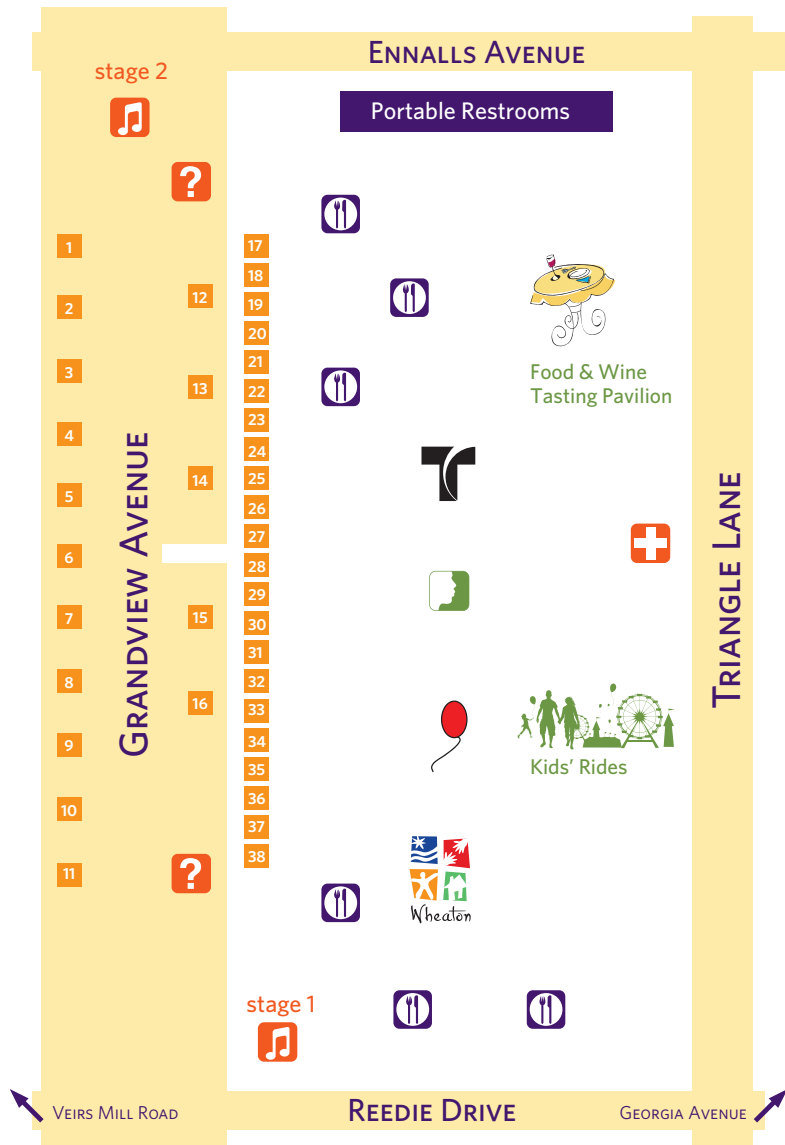 Ennalls Avenue
stage 2
Portable Restrooms
?
1
2
3
4
5
6
7
8
9
10
11
12
13
14
15
16
17
18
19
20
21
22
23
24
25
26
27
28
29
30
31
32
33
34
35
36
37
38
Grandview Avenue
Food & Wine
Tasting Pavilion
T
Triangle Lane
Kids' Rides
?
Wheaton
stage 1
Veirs Mill Road
Reedie Drive
Georgia Avenue